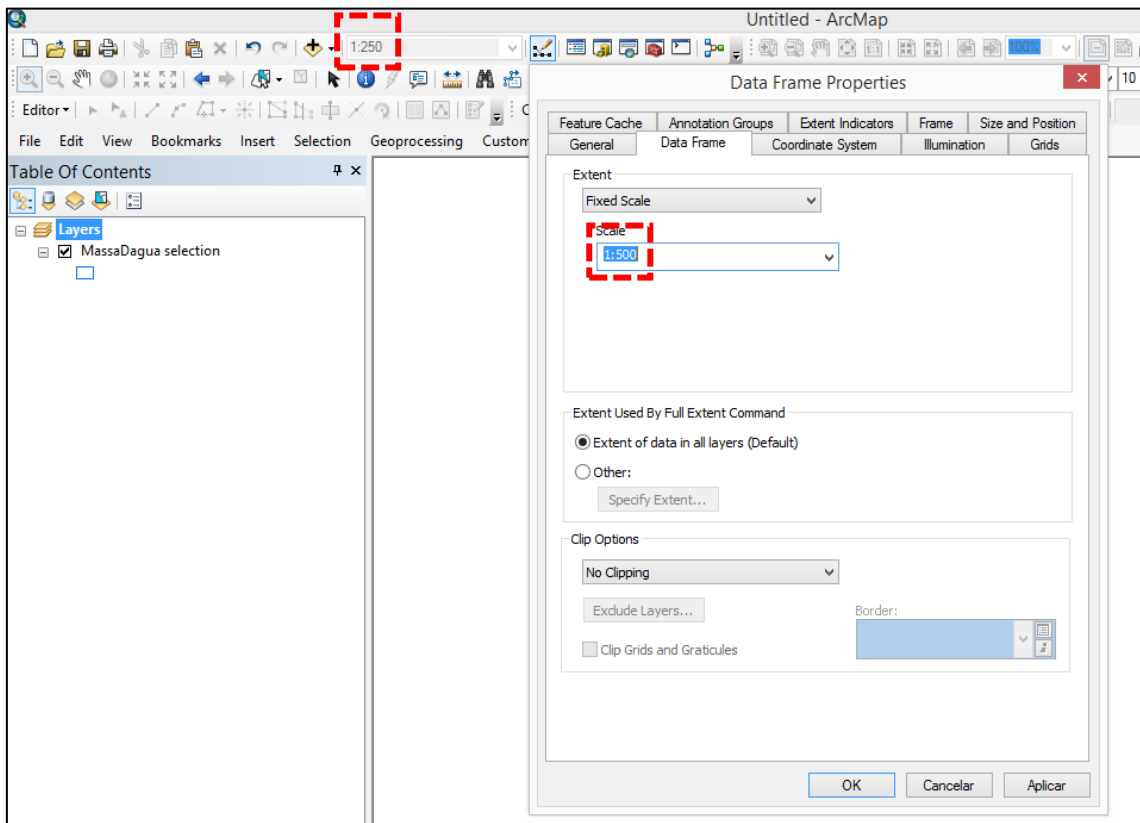 Untitled - ArcMap
1:250
100%
10
Editor
File Edit View Bookmarks Insert Selection Geoprocessing Custom
Table Of Contents
Layers
MassaDagua selection
Data Frame Properties
Feature Cache Annotation Groups Extent Indicators Frame Size and Position
General Data Frame Coordinate System Illumination Grids
Extent
Fixed Scale
Scale
1:500
Extent Used By Full Extent Command
Extent of data in all layers (Default)
Other:
Specify Extent...
Clip Options
No Clipping
Exclude Layers...
Border:
Clip Grids and Graticules
OK Cancelar Aplicar